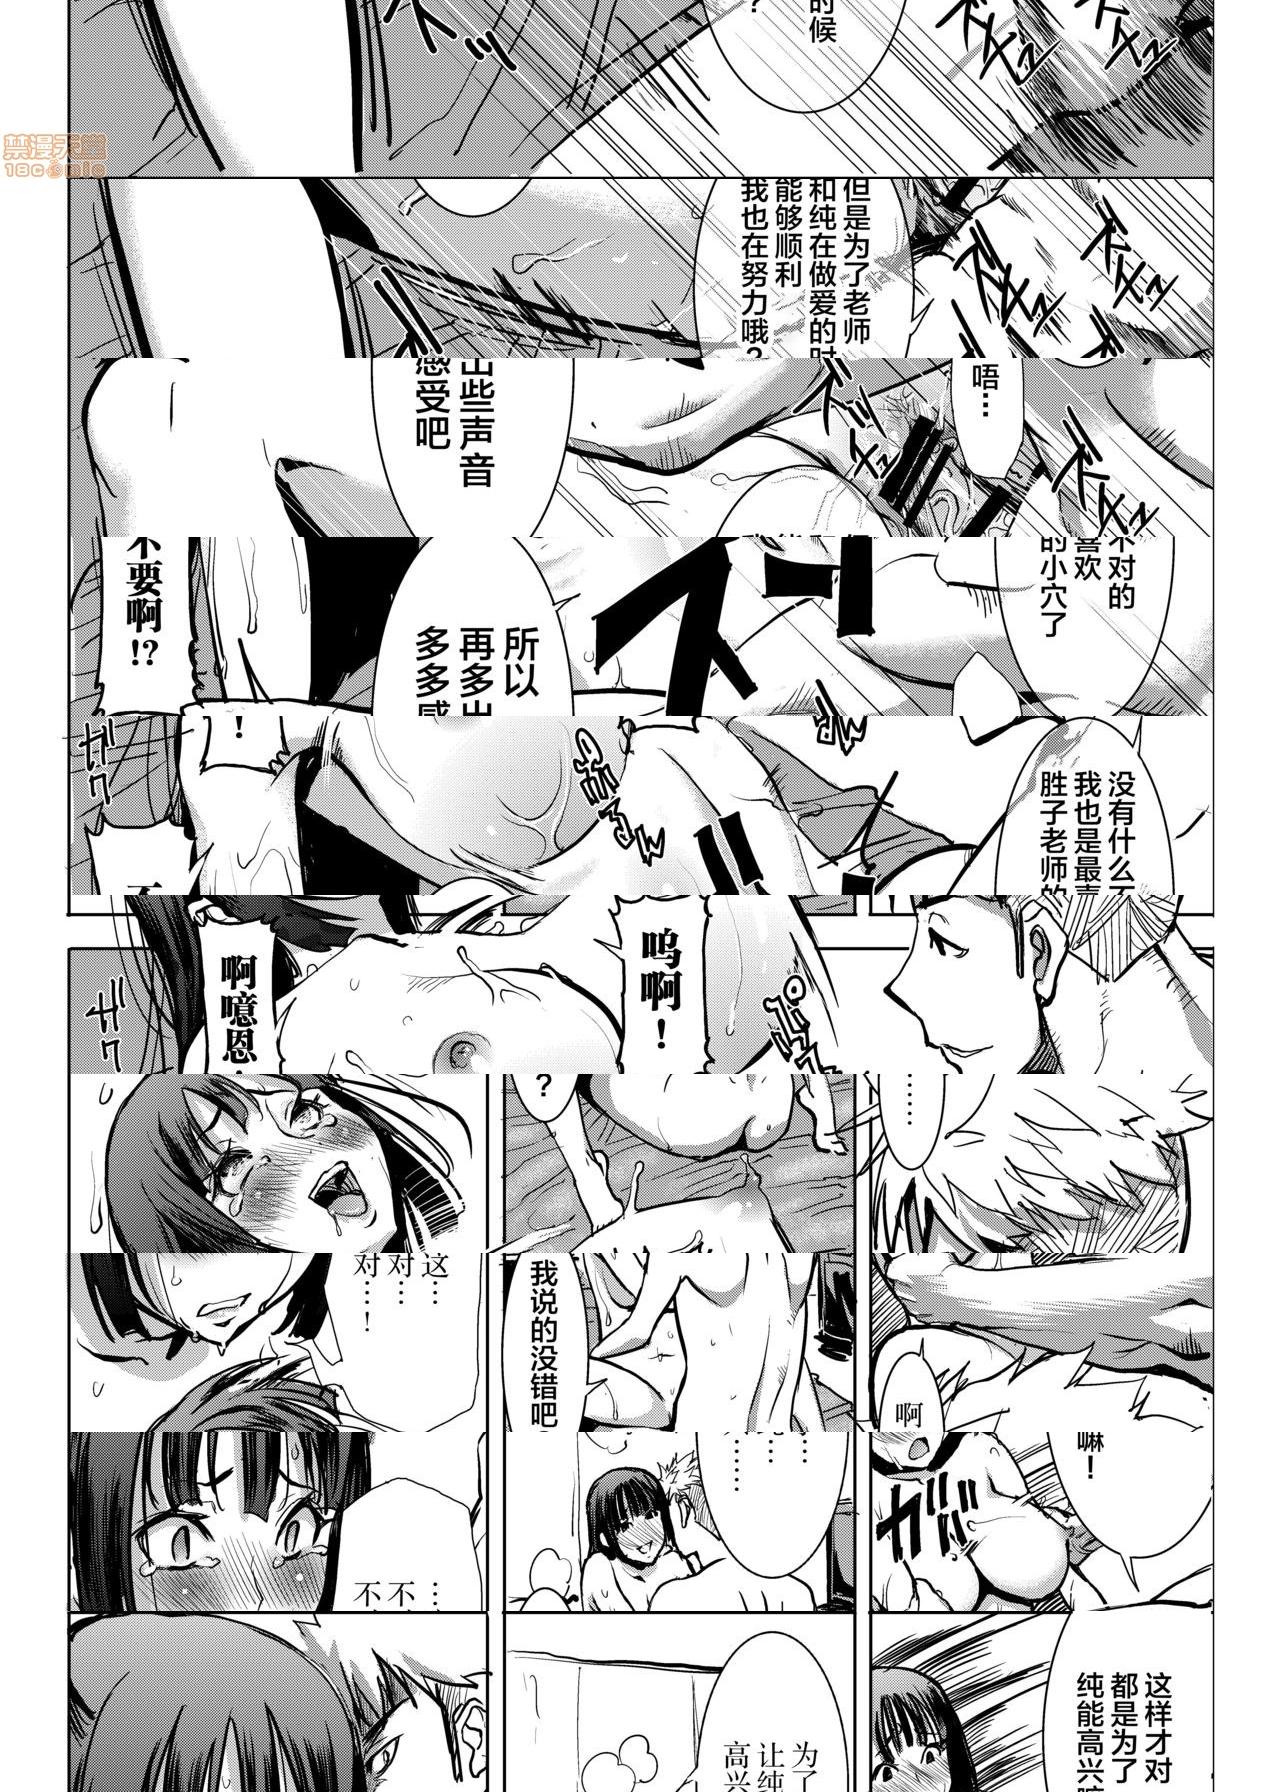 禁漫天堂
18Comic
的候
?
但是为了老师
和纯在做爱的时
能够顺利
我也在努力哦?
唔…
出些声音
感受吧
不对的
喜欢
的小穴了
不要啊!?
所以
再多出
多多感
!
没有什么不
我也是最喜
胜子老师的
呜啊!
啊噫恩
……
?
这…
对…
对…!
我说的没错吧
啊
嘛!
……
…
不
不
这样才对
都是为了
纯能高兴嘛
为了
让纯
高兴